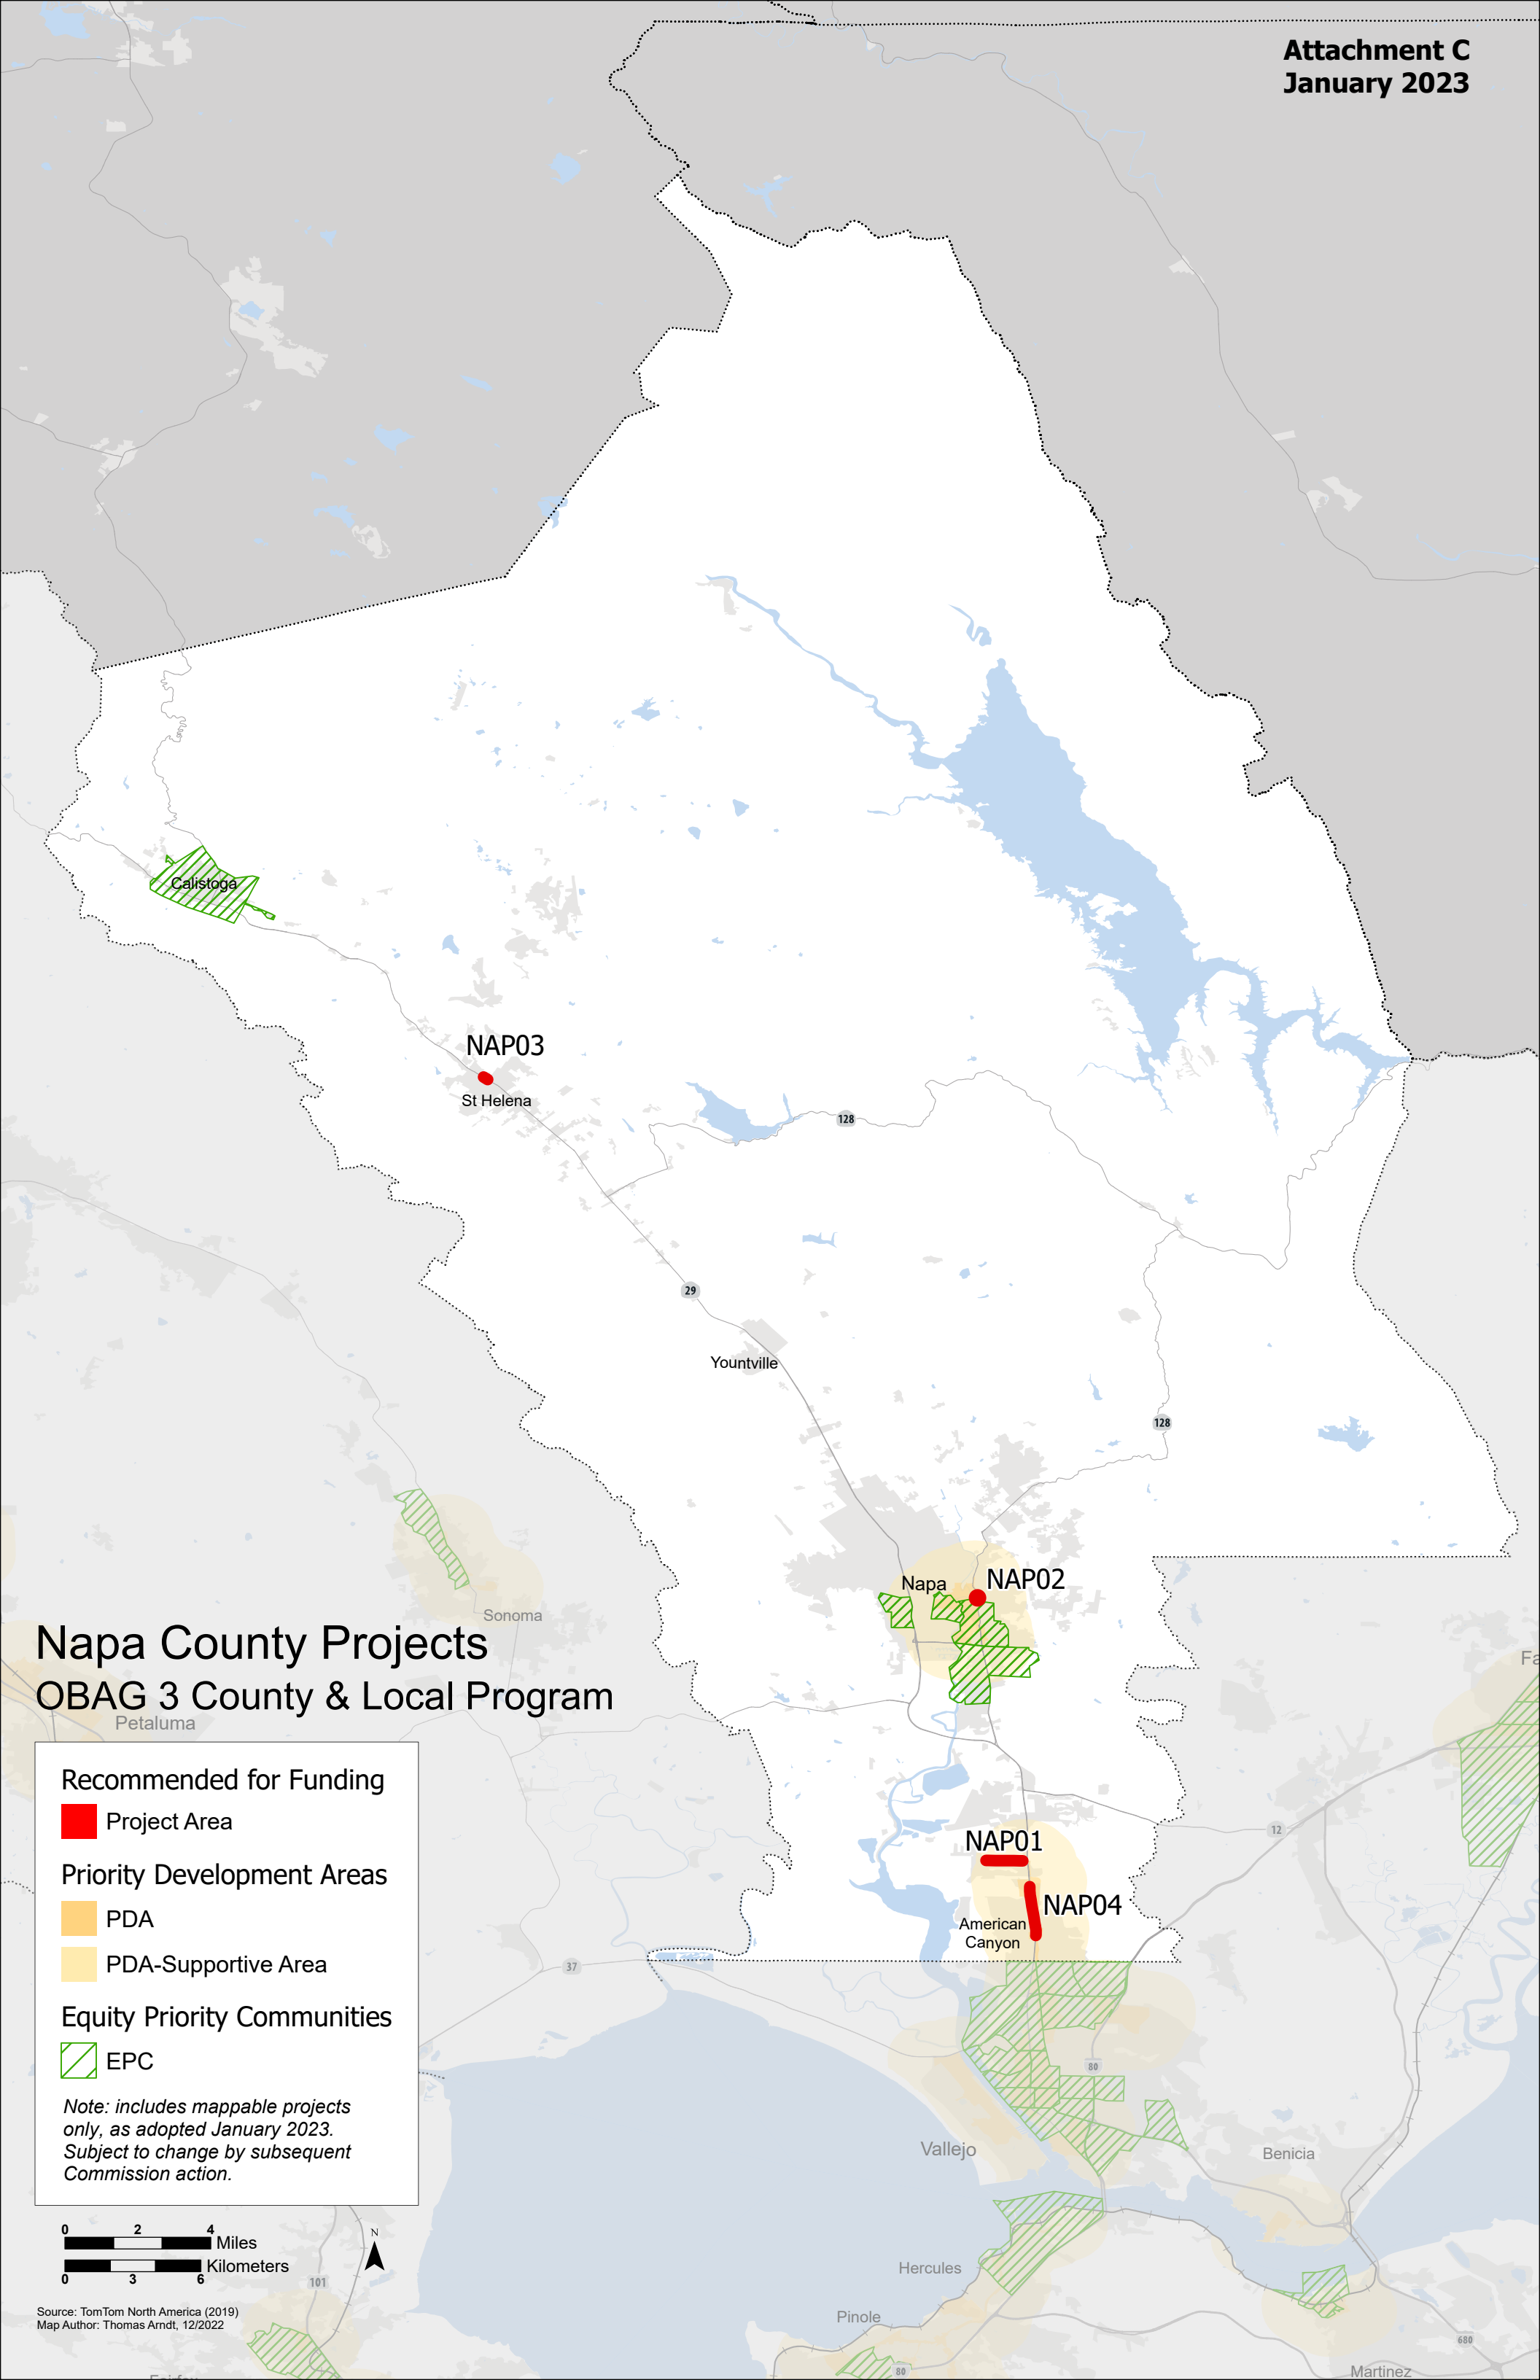 Attachment C
January 2023
Calistoga
NAP03
St Helena
128
29
Yountville
128
Napa
NAP02
Sonoma
Napa County Projects
OBAG 3 County & Local Program
Petaluma
Recommended for Funding
Project Area
Priority Development Areas
PDA
PDA-Supportive Area
Equity Priority Communities
EPC
Note: includes mappable projects
only, as adopted January 2023.
Subject to change by subsequent
Commission action.
0 2 4
Miles
Kilometers
0 3 6
N
Source: TomTom North America (2019)
Map Author: Thomas Arndt, 12/2022
101
12
NAP01
NAP04
American
Canyon
37
80
Vallejo
Benicia
Hercules
Pinole
80
680
Martinez